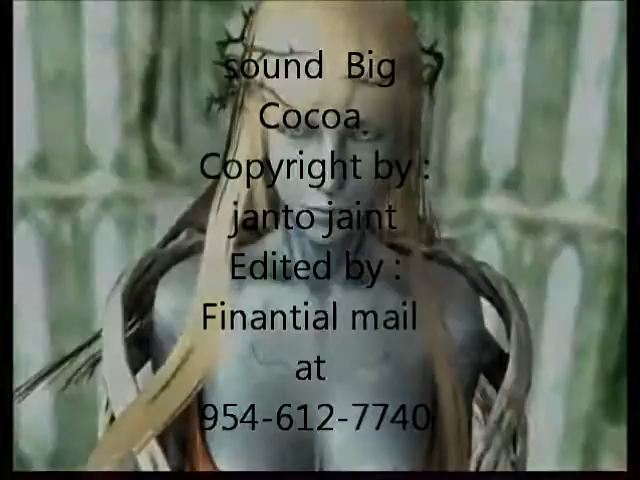 sound Big
Cocoa
Copyright by :
janto jaint
Edited by :
Finantial mail
at
954-612-7740